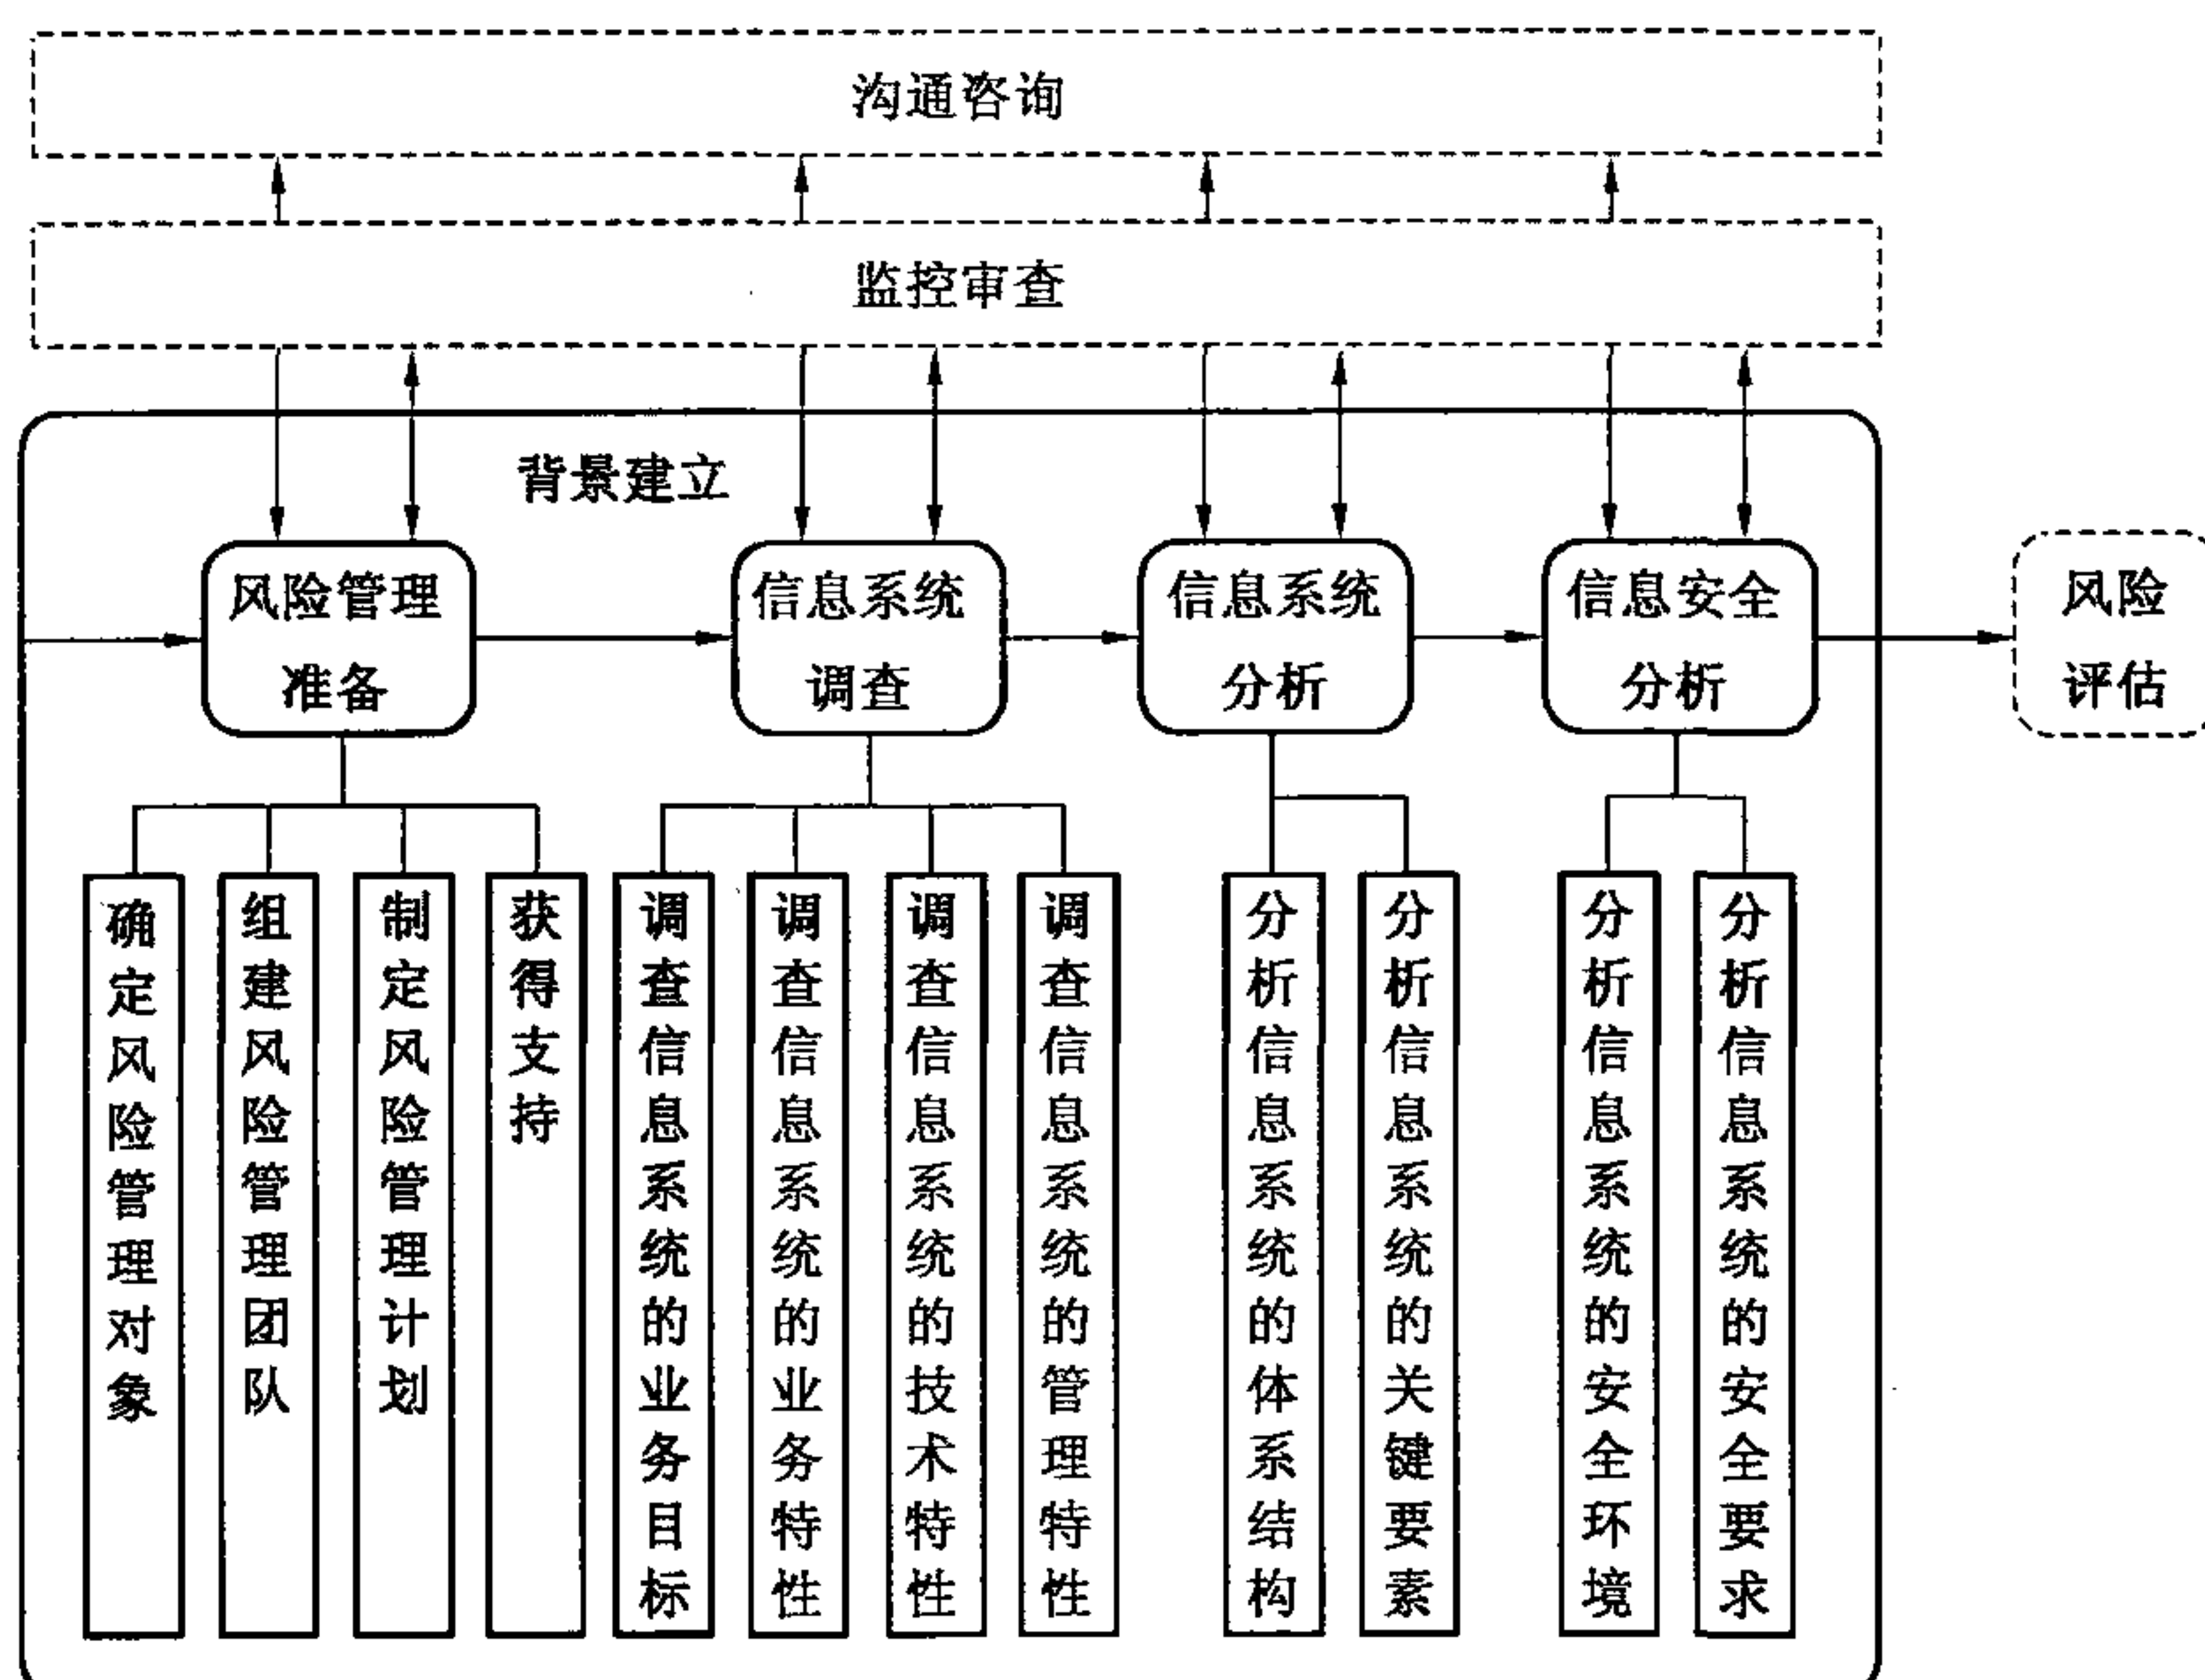 沟通咨询
监控审查
背景建立
风险管理
准备
信息系统
调查
信息系统
分析
信息安全
分析
风险
评估
确定风险管理对象
组建风险管理团队
制定风险管理计划
获得支持
调查信息系统的业务目标
调查信息系统的业务特性
调查信息系统的技术特性
调查信息系统的管理特性
分析信息系统的体系结构
分析信息系统的关键要素
分析信息系统的安全环境
分析信息系统的安全要求